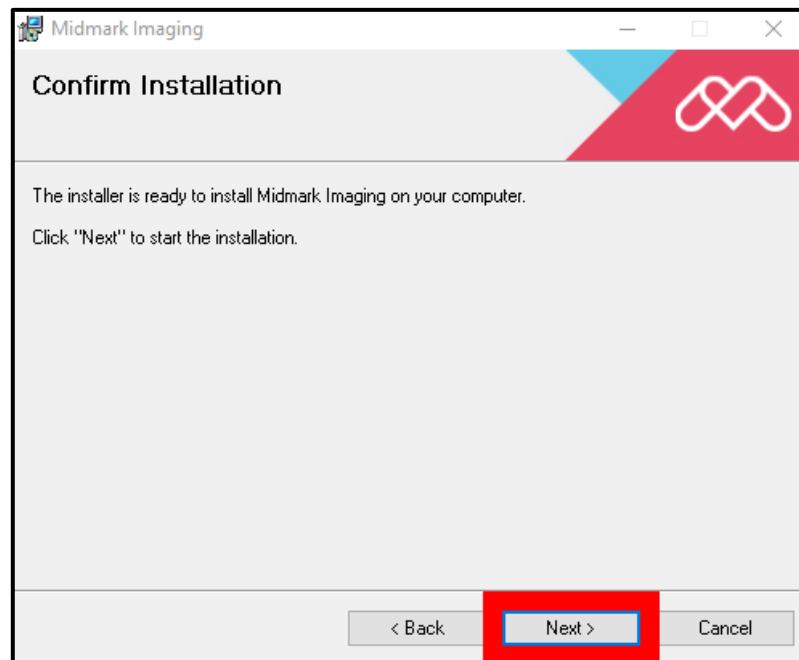 Midmark Imaging
Confirm Installation
The installer is ready to install Midmark Imaging on your computer.
Click "Next" to start the installation.
< Back
Next >
Cancel